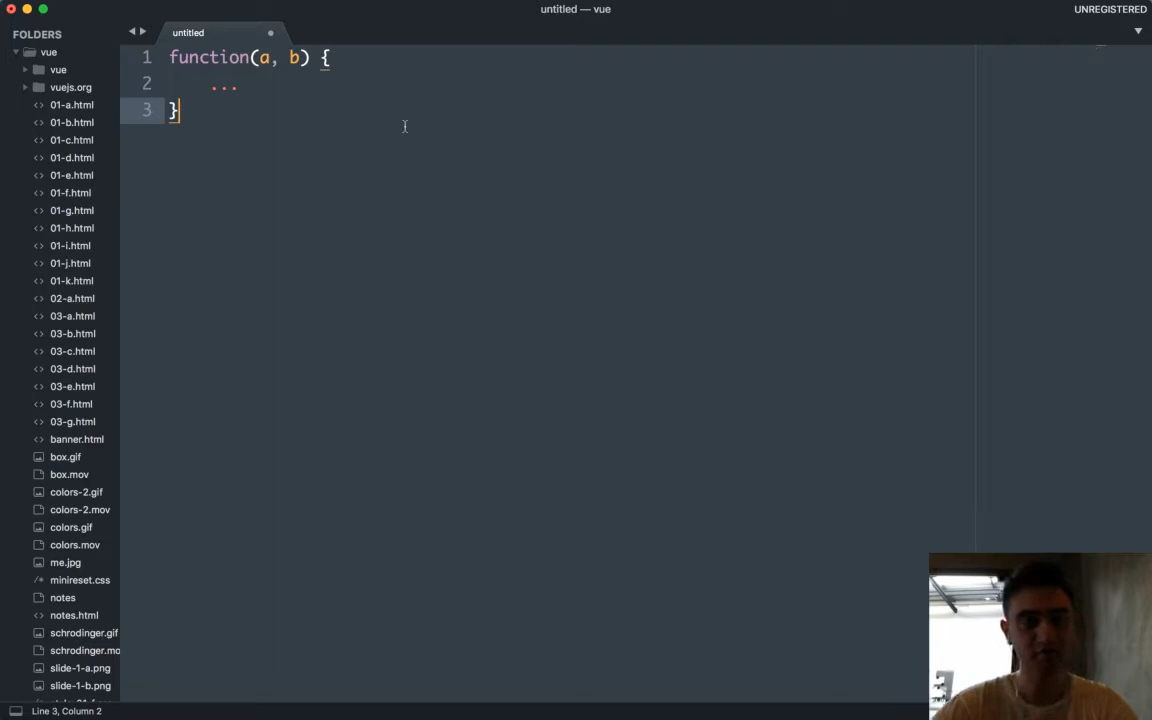 untitled — vue
UNREGISTERED
FOLDERS
vue
vue
vuejs.org
01-a.html
01-b.html
01-c.html
01-d.html
01-e.html
01-f.html
01-g.html
01-h.html
01-i.html
01-j.html
01-k.html
02-a.html
03-a.html
03-b.html
03-c.html
03-d.html
03-e.html
03-f.html
03-g.html
banner.html
box.gif
box.mov
colors-2.gif
colors-2.mov
colors.gif
colors.mov
me.jpg
minireset.css
notes
notes.html
schrodinger.gif
schrodinger.mo
slide-1-a.png
slide-1-b.png
untitled
1 function(a, b) {
2 ...
3 }
Line 3, Column 2